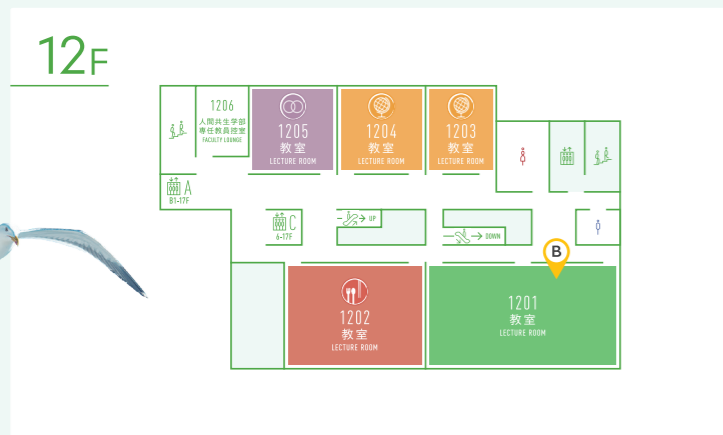 12F
1206
人間共生学部
専任教員控室
FACULTY LOUNGE
1205
教室
LECTURE ROOM
1204
教室
LECTURE ROOM
1203
教室
LECTURE ROOM
A
B1-17F
C
6-17F
UP
DOWN
B
1202
教室
LECTURE ROOM
1201
教室
LECTURE ROOM